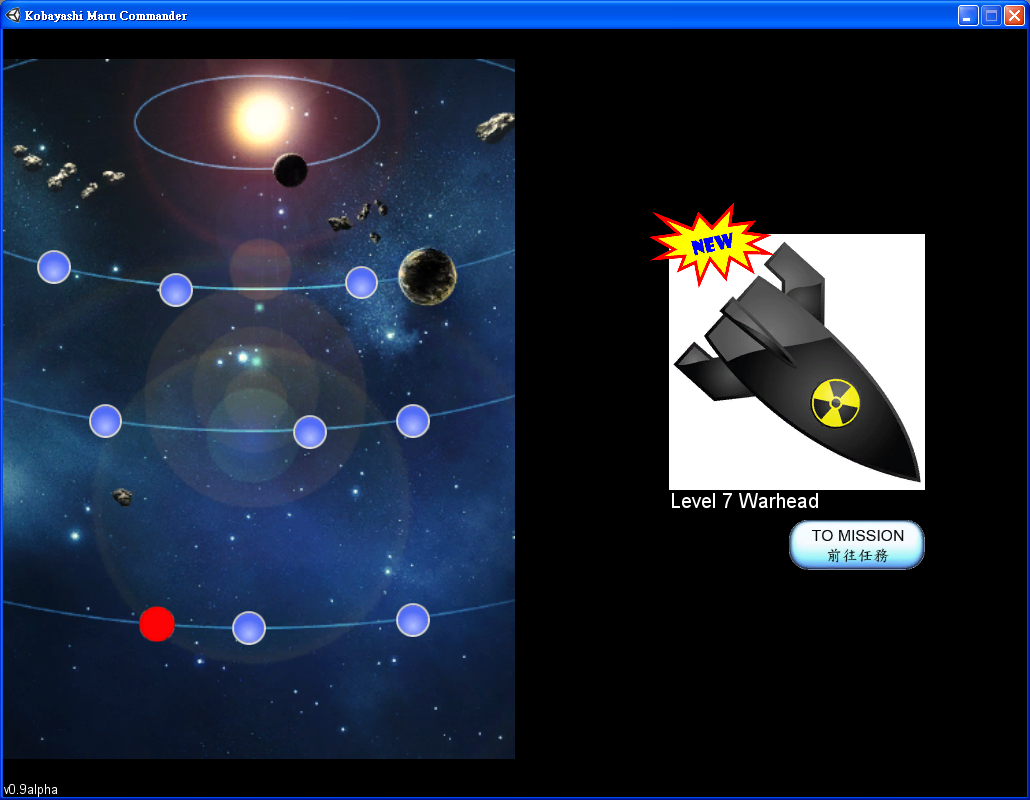 Kobayashi Maru Commander
NEW
Level 7 Warhead
TO MISSION
前往任務
v0.9alpha